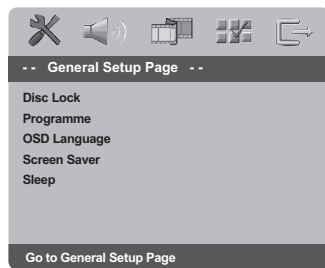 - -  General Setup Page  - -
Disc Lock
Programme
OSD Language
Screen Saver
Sleep
Go to General Setup Page